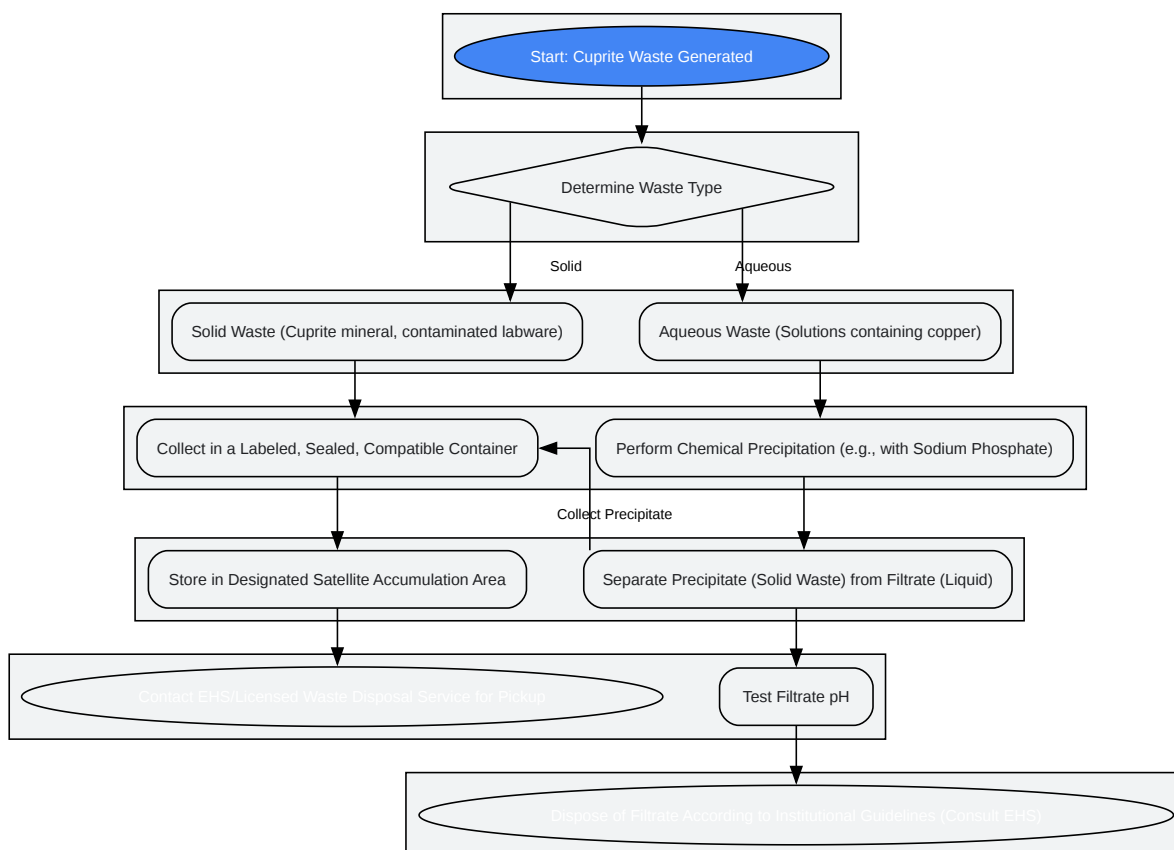 Start: Cuprite Waste Generated
Determine Waste Type
Solid
Aqueous
Solid Waste (Cuprite mineral, contaminated labware)
Aqueous Waste (Solutions containing copper)
Collect in a Labeled, Sealed, Compatible Container
Perform Chemical Precipitation (e.g., with Sodium Phosphate)
Collect Precipitate
Store in Designated Satellite Accumulation Area
Separate Precipitate (Solid Waste) from Filtrate (Liquid)
Contact EHS/Licensed Waste Disposal Service for Pickup
Test Filtrate pH
Dispose of Filtrate According to Institutional Guidelines (Consult EHS)